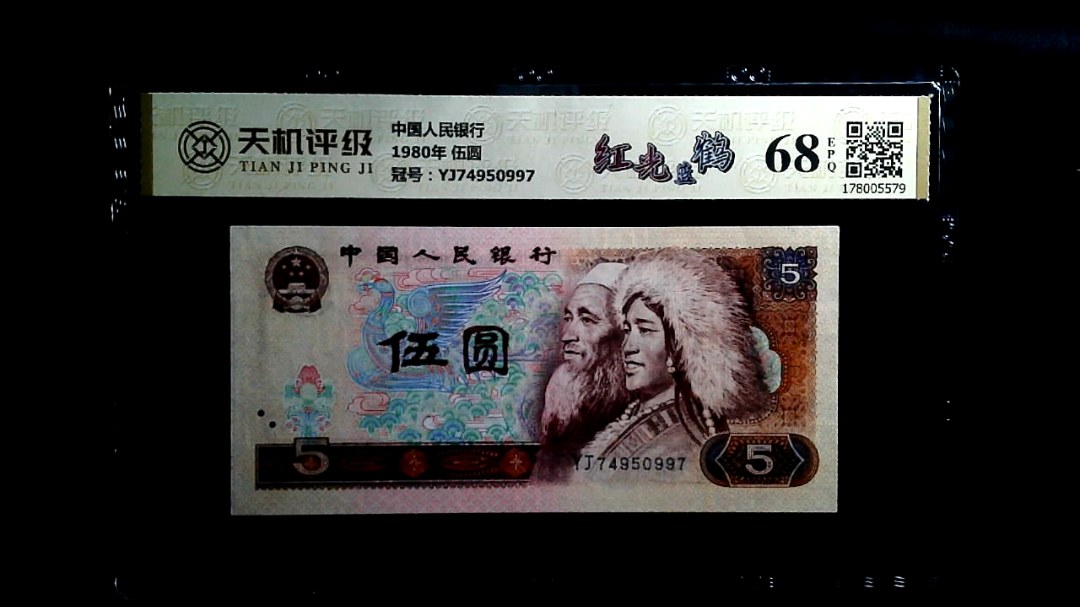 天机评级
TIAN JI PING JI
中国人民银行
1980年 伍圆
冠号：YJ74950997
红光蓝鹤
68
EPQ
178005579
中国人民银行
5
伍圆
5
YJ74950997
5